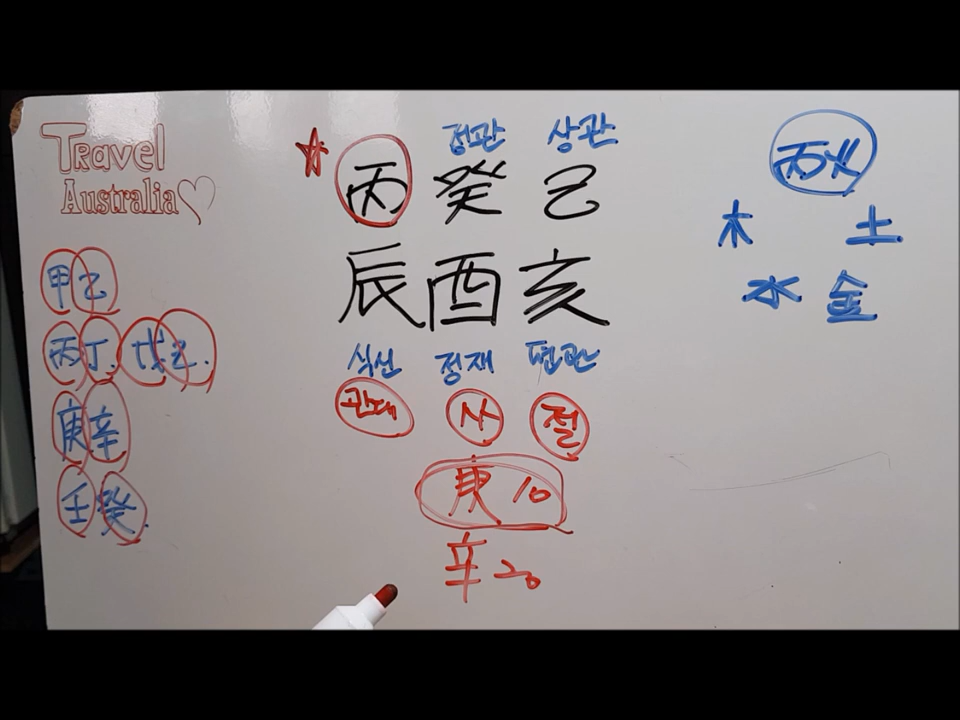 Travel
Australia
甲己
丙丁. 戊己.
庚辛
壬癸.
정관 상관
丙癸己
辰酉亥
식신 정재 편관
관대 사 절
庚 10
辛 20
丙火
木 土
水 金